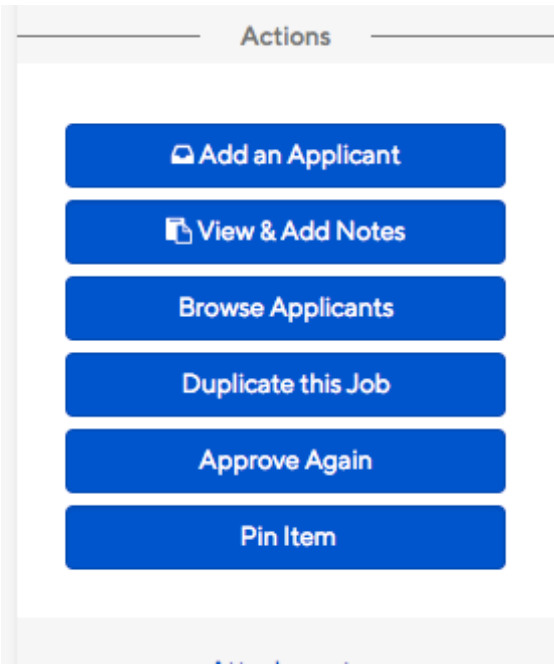 Actions
Add an Applicant
View & Add Notes
Browse Applicants
Duplicate this Job
Approve Again
Pin Item